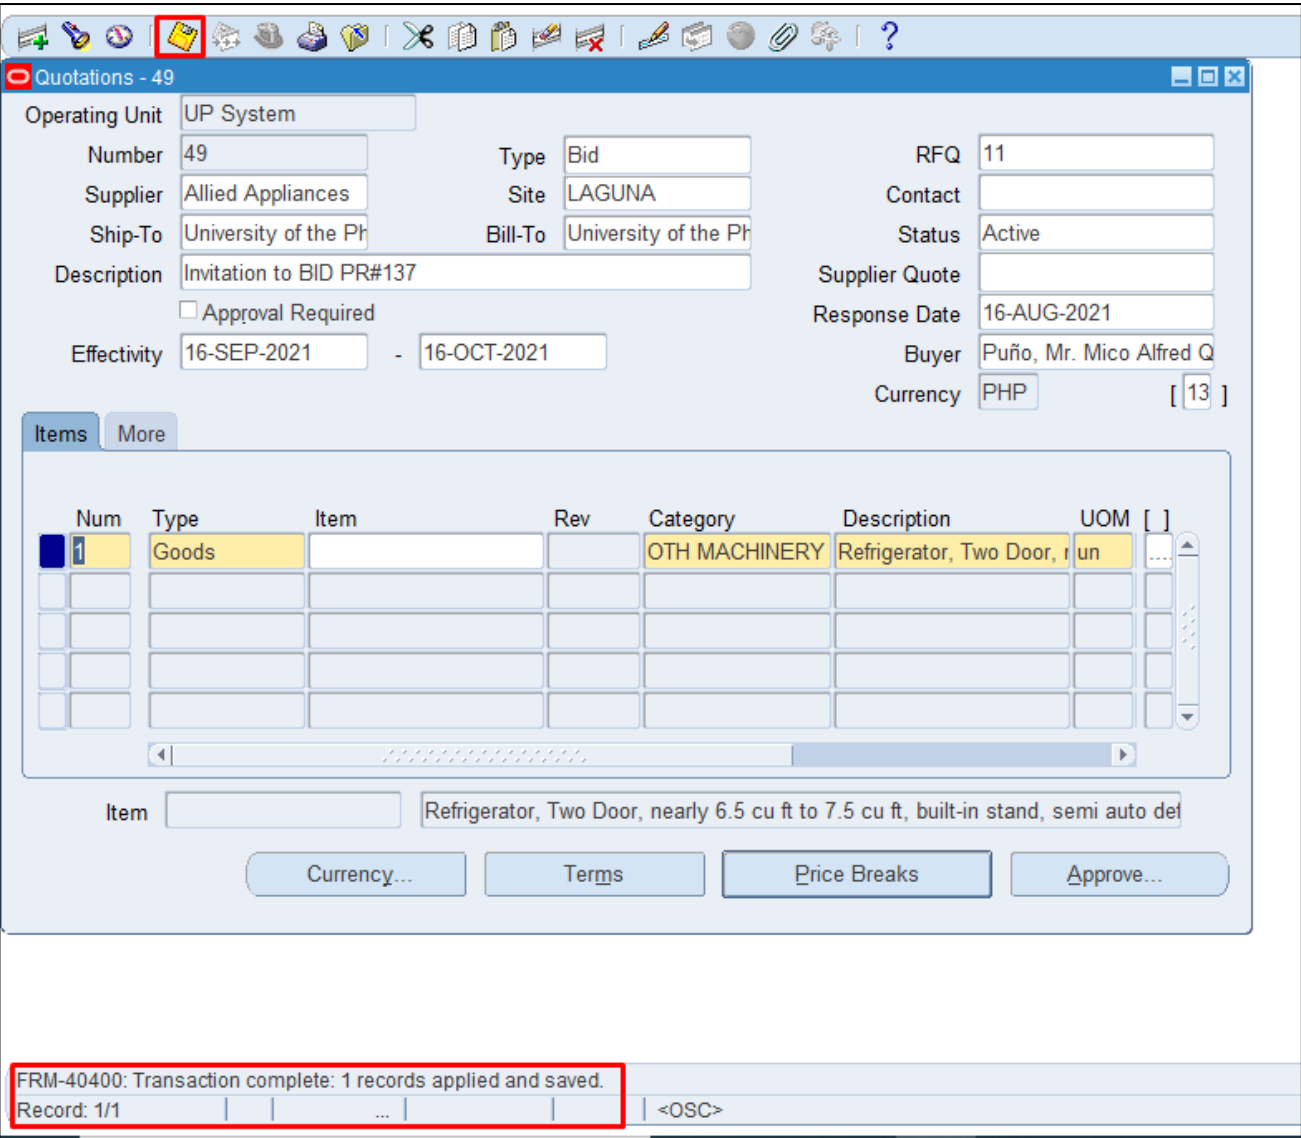 Quotations - 49
Operating Unit UP System
Number 49 Type Bid RFQ 11
Supplier Allied Appliances Site LAGUNA Contact
Ship-To University of the Ph Bill-To University of the Ph Status Active
Description Invitation to BID PR#137 Supplier Quote
Approval Required Response Date 16-AUG-2021
Effectivity 16-SEP-2021 - 16-OCT-2021 Buyer Puño, Mr. Mico Alfred Q
Currency PHP [ 13 ]
Items More
Num Type Item Rev Category Description UOM [ ]
1 Goods OTH MACHINERY Refrigerator, Two Door, r un ....
Item Refrigerator, Two Door, nearly 6.5 cu ft to 7.5 cu ft, built-in stand, semi auto def
Currency... Terms Price Breaks Approve...
FRM-40400: Transaction complete: 1 records applied and saved.
Record: 1/1 ... <OSC>